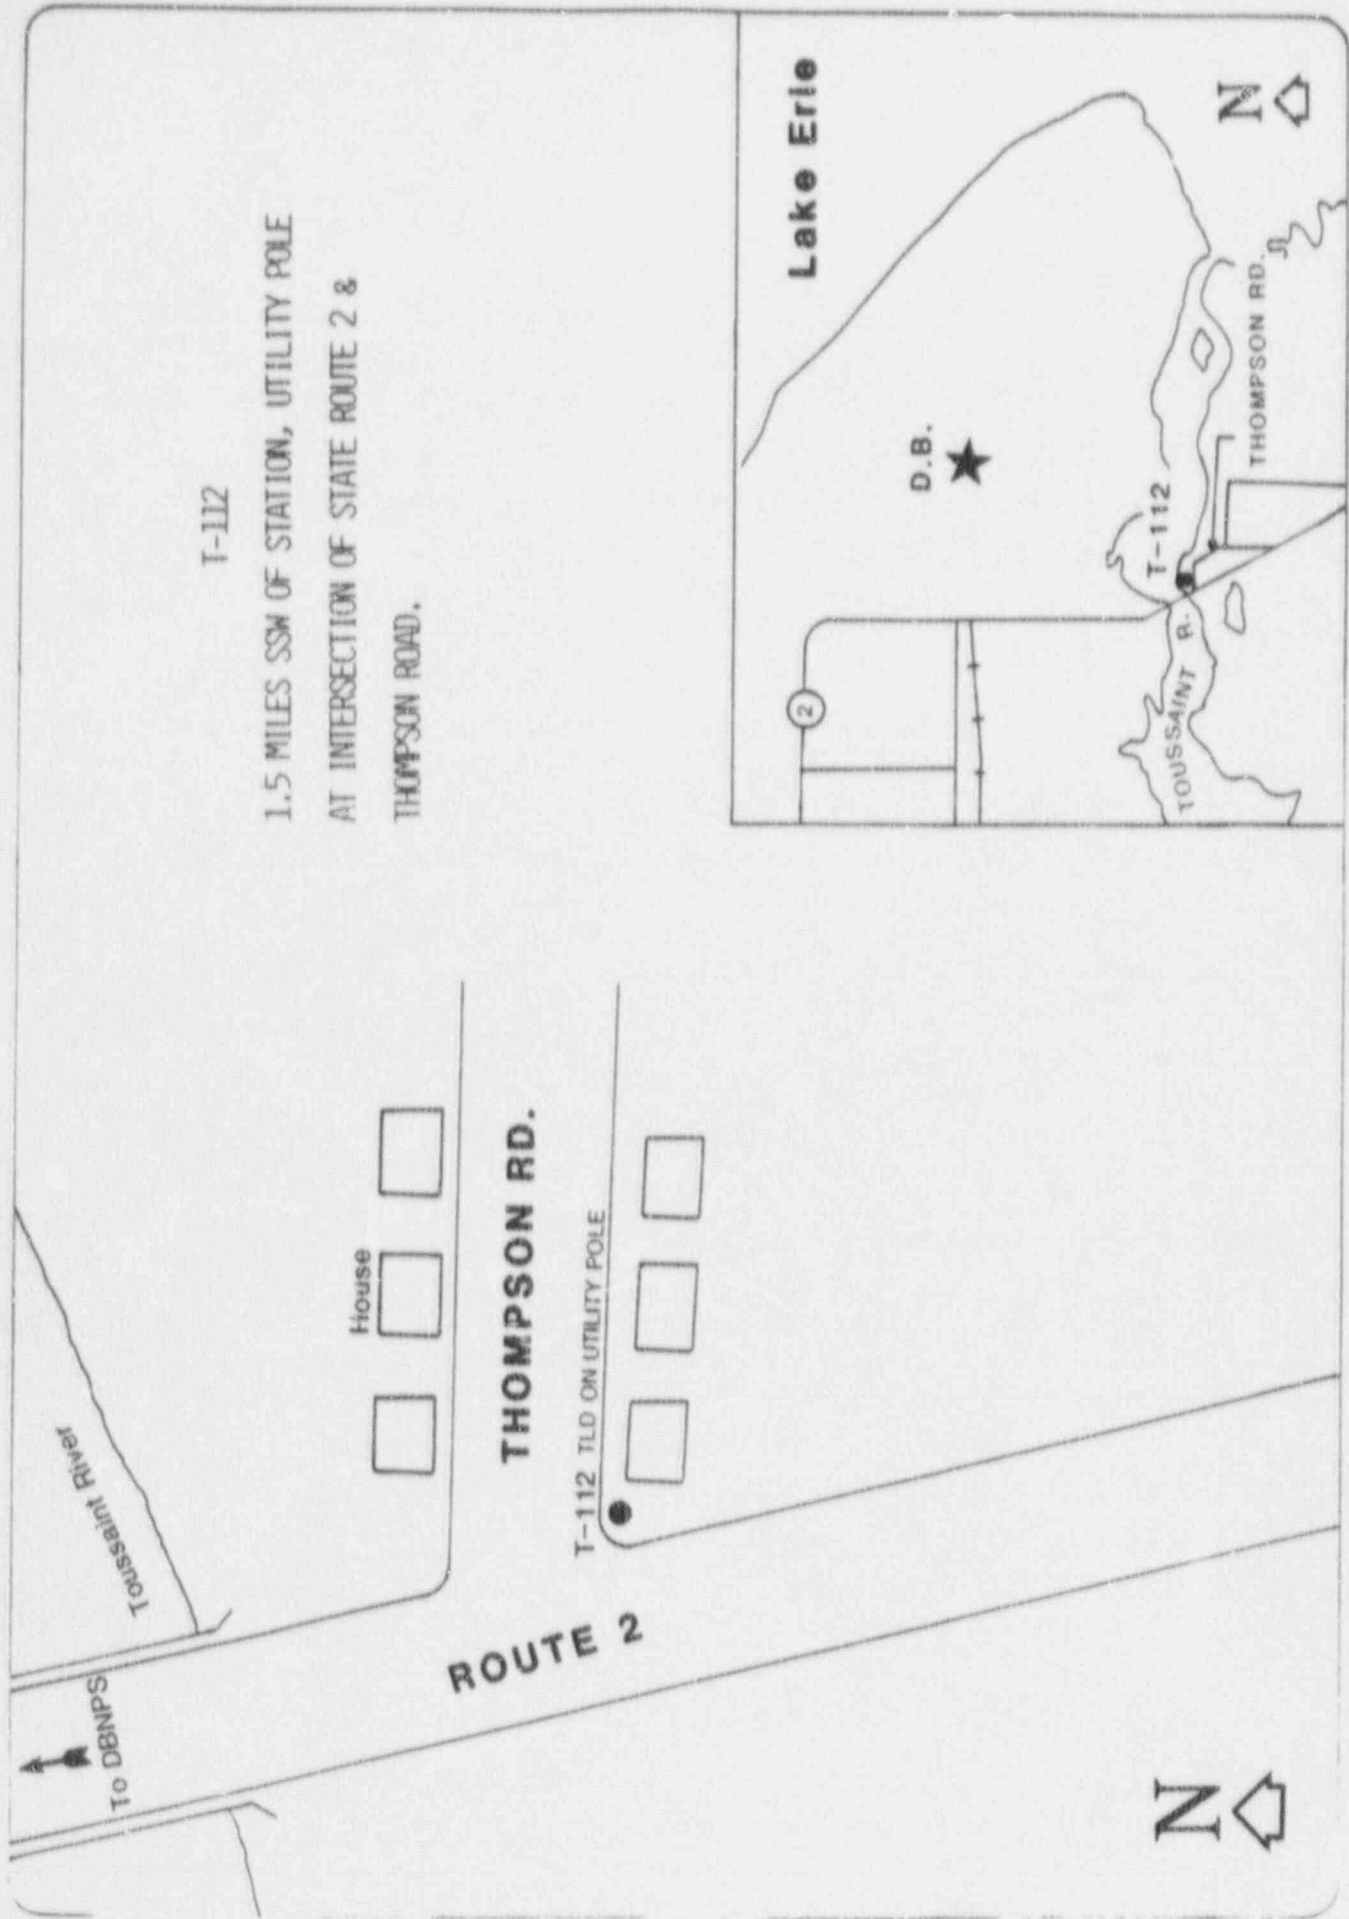 T-112
1.5 MILES SSW OF STATION, UTILITY POLE
AT INTERSECTION OF STATE ROUTE 2 &
THOMPSON ROAD.
To DBNPS
Toussaint River
House
THOMPSON RD.
T-112 TLD ON UTILITY POLE
ROUTE 2
N
Lake Erie
D.B.
2
T-112
TOUSSAINT R.
THOMPSON RD.
N